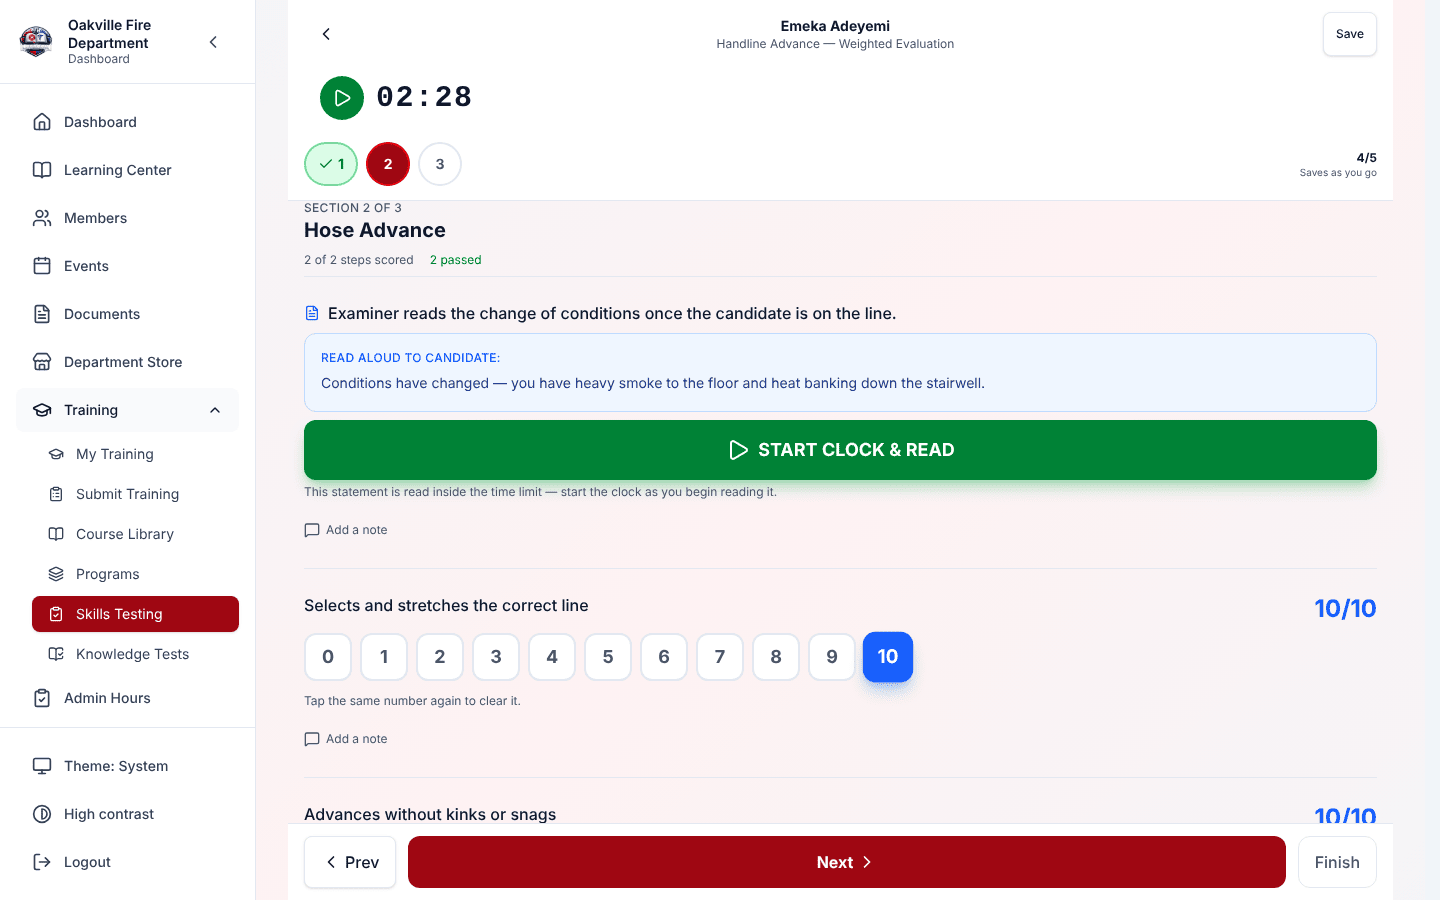 Oakville Fire
Department
Dashboard
Dashboard
Learning Center
Members
Events
Documents
Department Store
Training
My Training
Submit Training
Course Library
Programs
Skills Testing
Knowledge Tests
Admin Hours
Theme: System
High contrast
Logout
Emeka Adeyemi
Handline Advance — Weighted Evaluation
Save
02:28
1
2
3
4/5
Saves as you go
SECTION 2 OF 3
Hose Advance
2 of 2 steps scored 2 passed
Examiner reads the change of conditions once the candidate is on the line.
READ ALOUD TO CANDIDATE:
Conditions have changed — you have heavy smoke to the floor and heat banking down the stairwell.
START CLOCK & READ
This statement is read inside the time limit — start the clock as you begin reading it.
Add a note
Selects and stretches the correct line
10/10
0 1 2 3 4 5 6 7 8 9 10
Tap the same number again to clear it.
Add a note
Advances without kinks or snags
10/10
Prev
Next
Finish